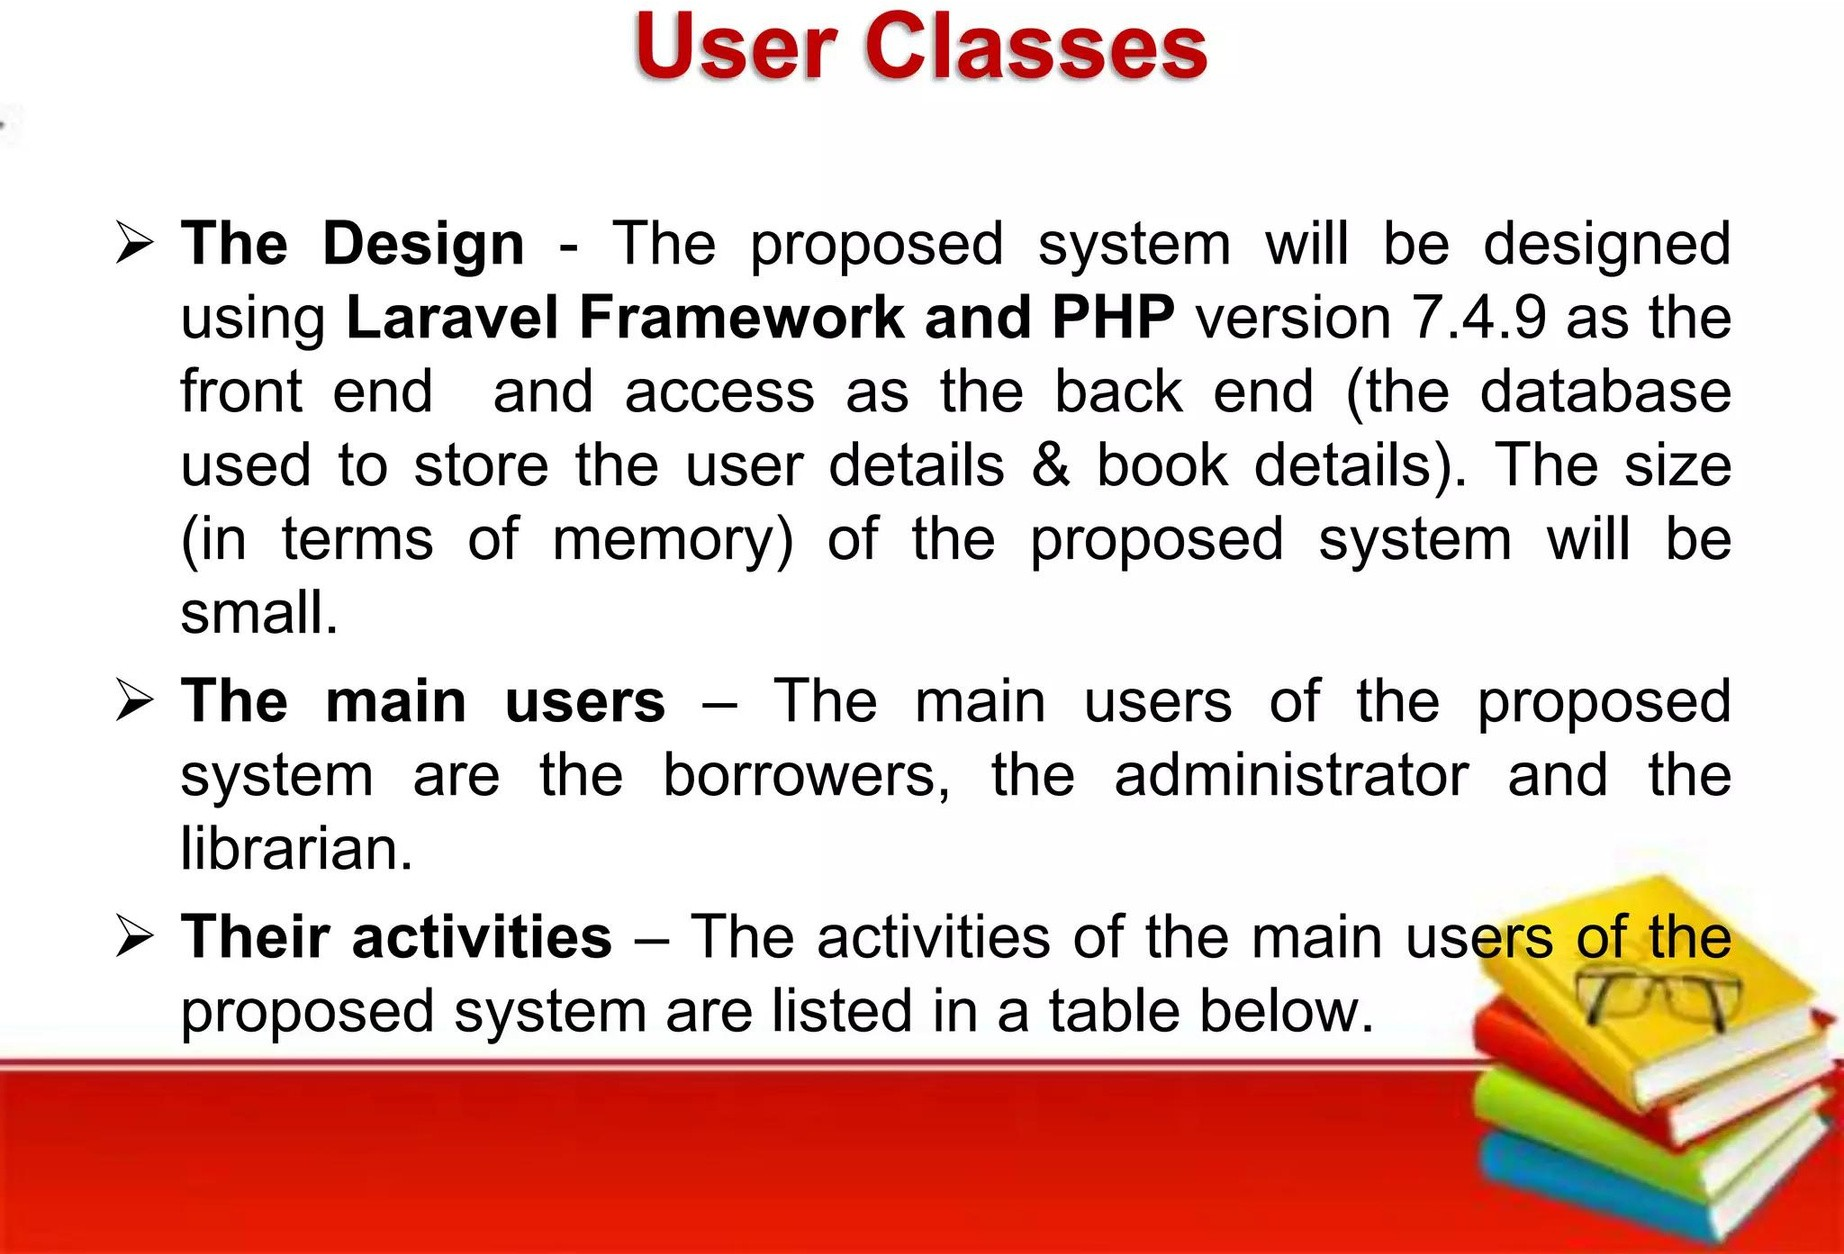 User Classes
➢ The Design - The proposed system will be designed
using Laravel Framework and PHP version 7.4.9 as the
front end and access as the back end (the database
used to store the user details & book details). The size
(in terms of memory) of the proposed system will be
small.
➢ The main users – The main users of the proposed
system are the borrowers, the administrator and the
librarian.
➢ Their activities – The activities of the main users of the
proposed system are listed in a table below.